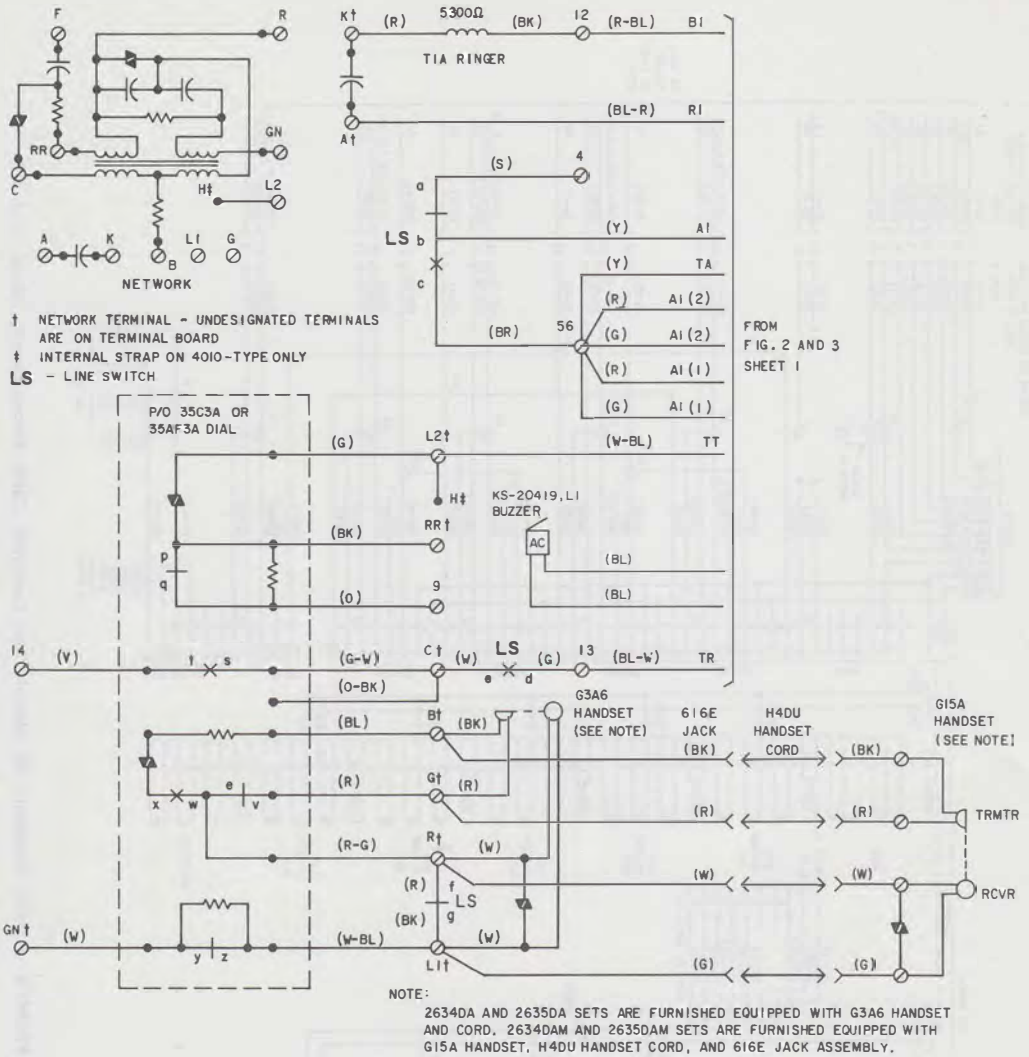 F
R
K†
(R)
5300Ω
(BK)
12
(R-BL)
B1
T1A RINGER
(BL-R)
R1
A†
RR
GN
C
H‡
L2
A
K
B
L1
G
NETWORK
a
(S)
4
LS
b
(Y)
A1
c
(Y)
TA
(R)
A1(2)
(BR)
56
(G)
A1(2)
(R)
A1(1)
(G)
A1(1)
FROM
FIG. 2 AND 3
SHEET 1
† NETWORK TERMINAL - UNDESIGNATED TERMINALS
ARE ON TERMINAL BOARD
‡ INTERNAL STRAP ON 4010-TYPE ONLY
LS - LINE SWITCH
P/O 35C3A OR
35AF3A DIAL
(G)
L2†
(W-BL)
TT
H‡
KS-20419, L1
BUZZER
AC
(BL)
(BL)
(BK)
RR†
p
q
(O)
9
14
(V)
t
s
(G-W)
C†
(W)
LS
e
d
(G)
13
(BL-W)
TR
(O-BK)
(BL)
B†
(BK)
G3A6
HANDSET
(SEE NOTE)
616E
JACK
H4DU
HANDSET
CORD
G15A
HANDSET
(SEE NOTE)
(BK)
(BK)
x
w
e
v
(R)
G†
(R)
(R)
(R)
TRMTR
(R-G)
R†
(W)
(W)
(W)
RCVR
(R)
f
LS
(BK)
g
GN†
(W)
y
z
(W-BL)
L1†
(W)
(G)
(G)
NOTE:
2634DA AND 2635DA SETS ARE FURNISHED EQUIPPED WITH G3A6 HANDSET
AND CORD. 2634DAM AND 2635DAM SETS ARE FURNISHED EQUIPPED WITH
G15A HANDSET, H4DU HANDSET CORD, AND 616E JACK ASSEMBLY.